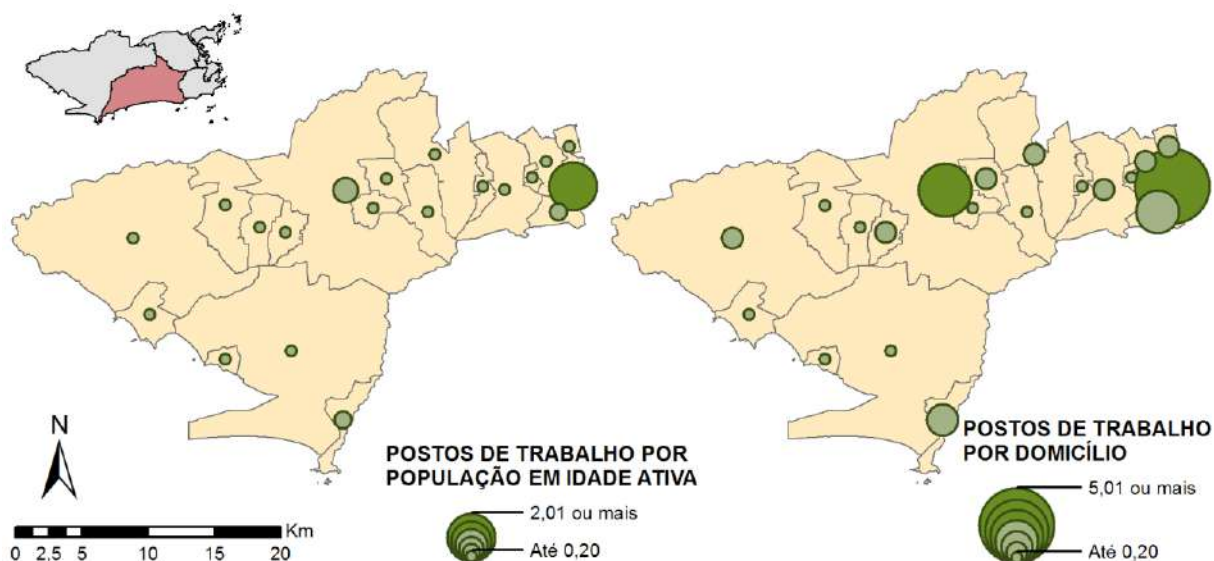 N
Km
0 2,5 5 10 15 20
POSTOS DE TRABALHO POR
POPULAÇÃO EM IDADE ATIVA
2,01 ou mais
Até 0,20
POSTOS DE TRABALHO
POR DOMICÍLIO
5,01 ou mais
Até 0,20